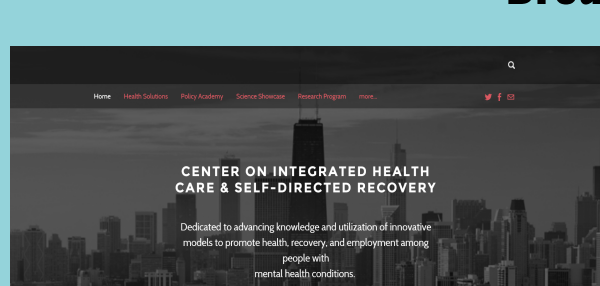 Home Health Solutions Policy Academy Science Showcase Research Program more...
CENTER ON INTEGRATED HEALTH
CARE & SELF-DIRECTED RECOVERY
Dedicated to advancing knowledge and utilization of innovative
models to promote health, recovery, and employment among
people with
mental health conditions.